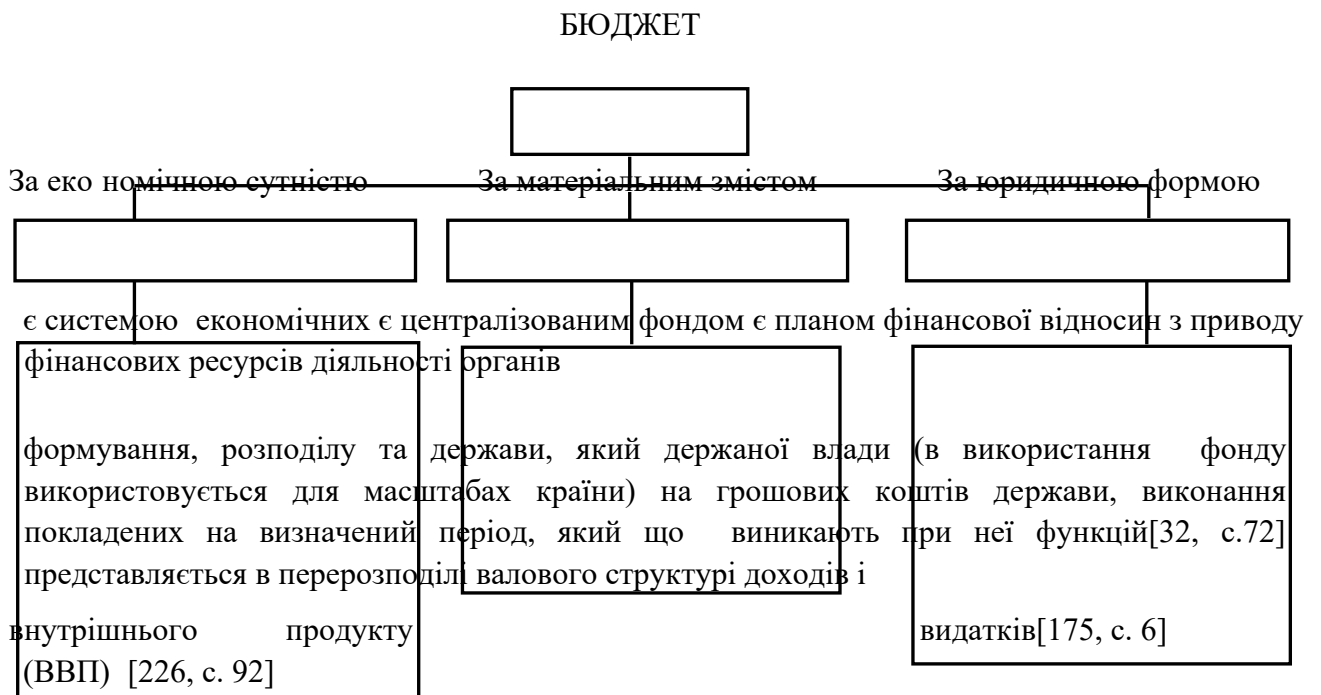 БЮДЖЕТ
За еко номічною сутністю За матеріальним змістом За юридичною формою
є системою економічних є централізованим фондом є планом фінансової відносин з приводу
фінансових ресурсів діяльності органів
формування, розподілу та держави, який держаної влади (в використання фонду
використовується для масштабах країни) на грошових коштів держави, виконання
покладених на визначений період, який що виникають при неї функцій[32, с.72]
представляється в перерозподілі валового структурі доходів і
внутрішнього продукту видатків[175, с. 6]
(ВВП) [226, с. 92]